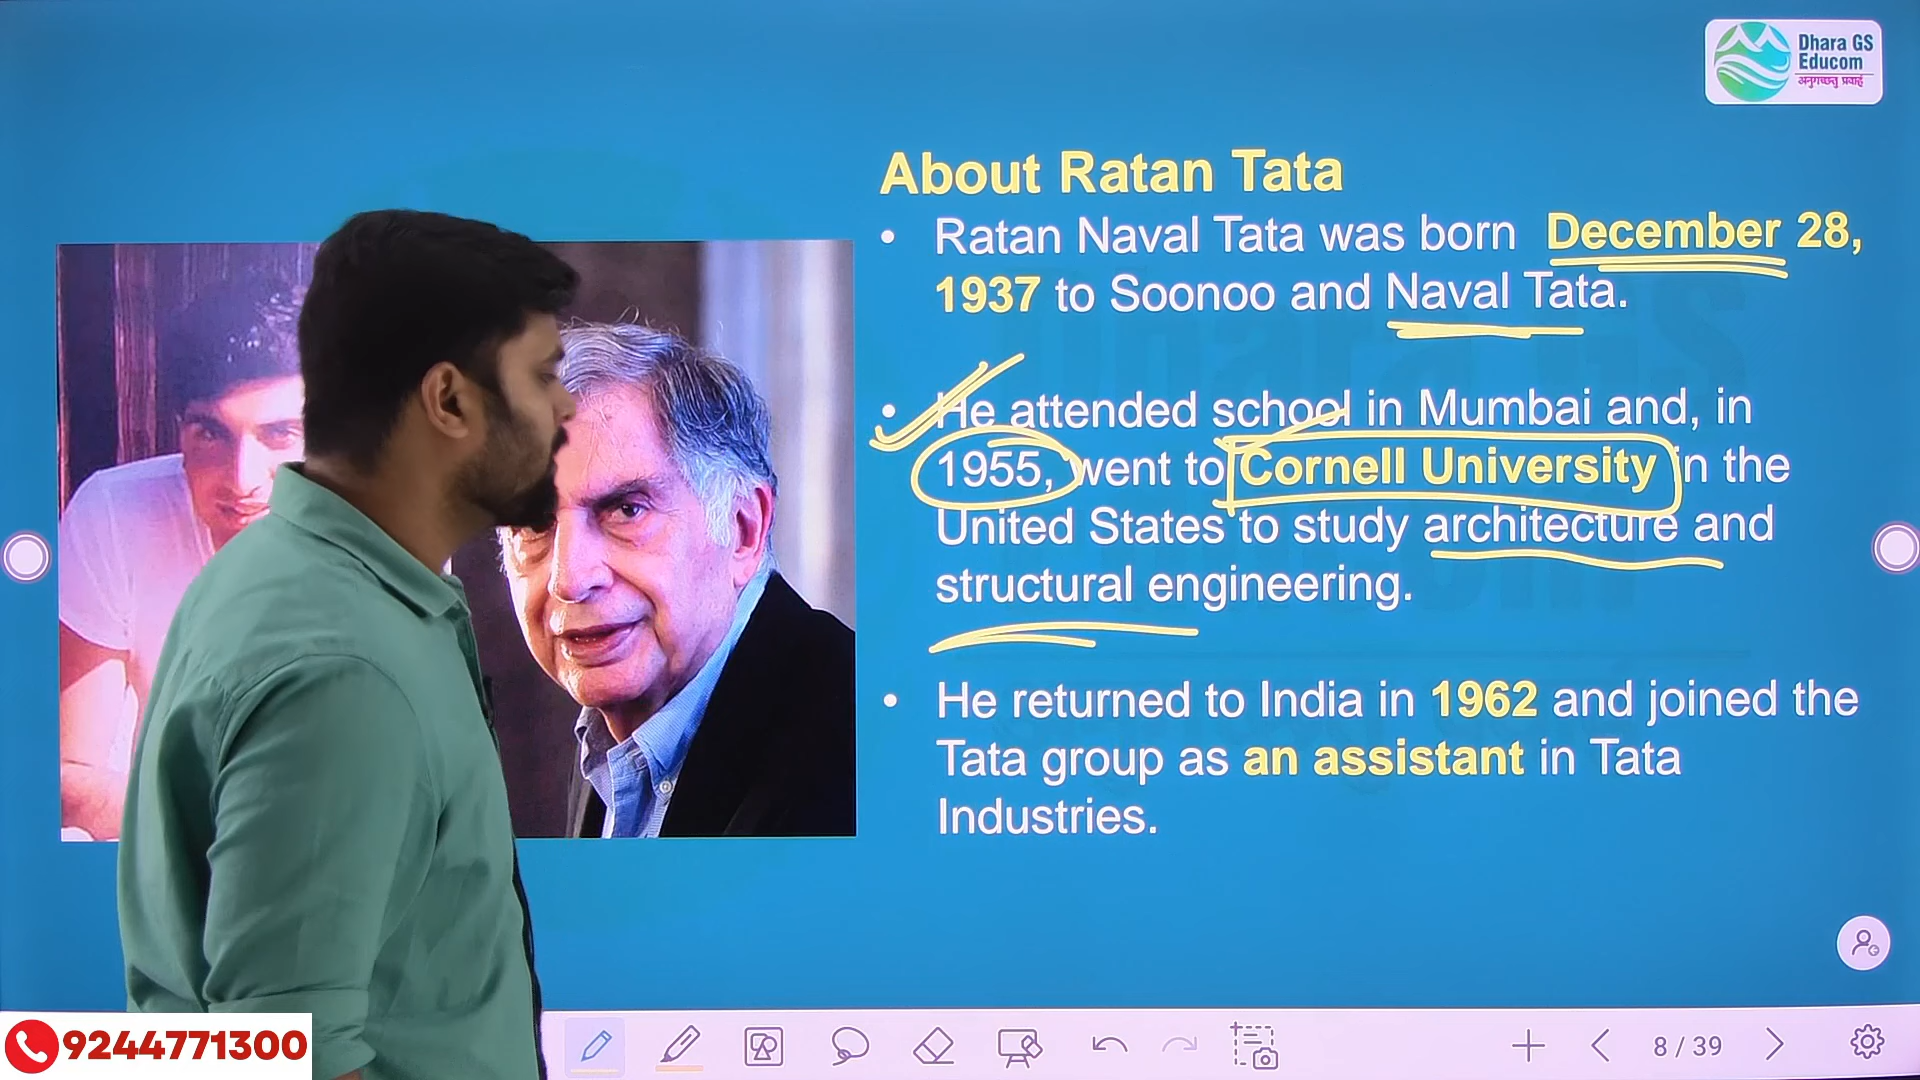 Dhara GS
Educom
अनुगच्छतु प्रवाहं
About Ratan Tata
• Ratan Naval Tata was born December 28,
1937 to Soonoo and Naval Tata.
• He attended school in Mumbai and, in
1955, went to Cornell University in the
United States to study architecture and
structural engineering.
• He returned to India in 1962 and joined the
Tata group as an assistant in Tata
Industries.
9244771300
8 / 39